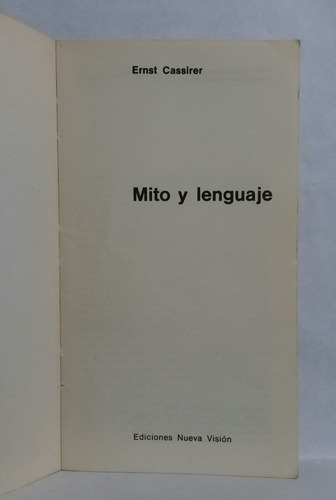 Ernst Cassirer
Mito y lenguaje
Ediciones Nueva Visión